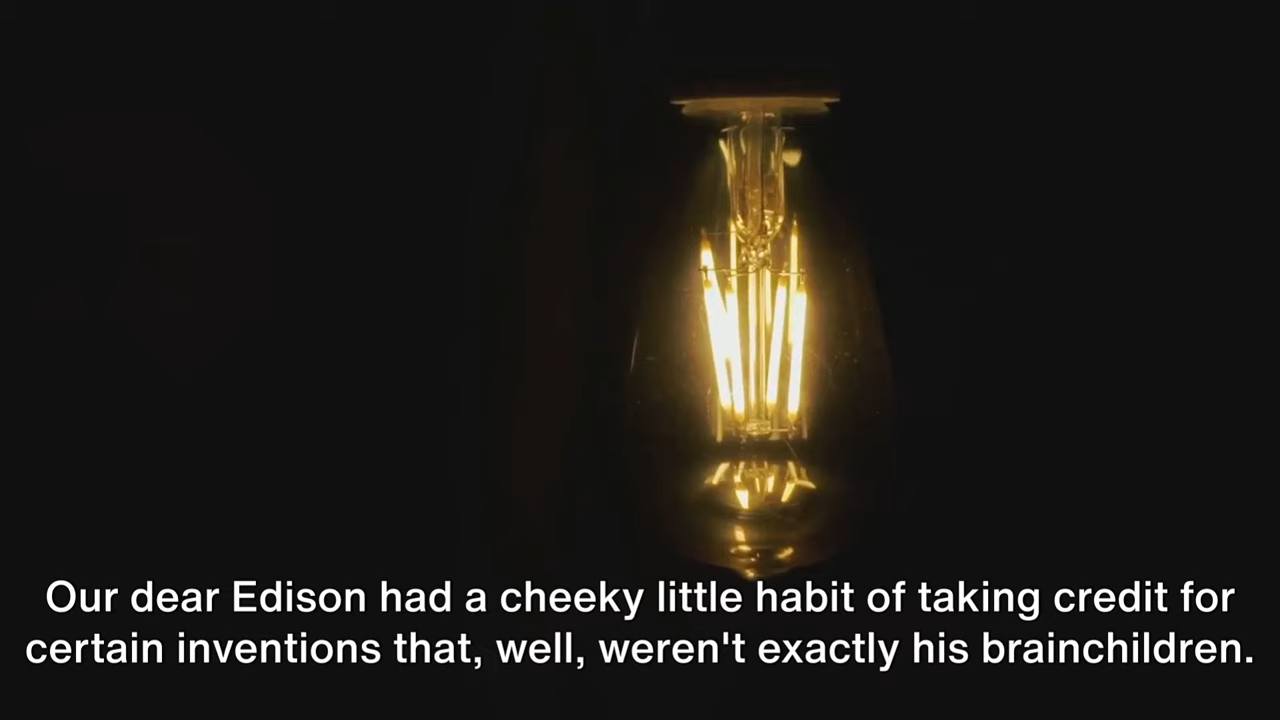 Our dear Edison had a cheeky little habit of taking credit for
certain inventions that, well, weren't exactly his brainchildren.